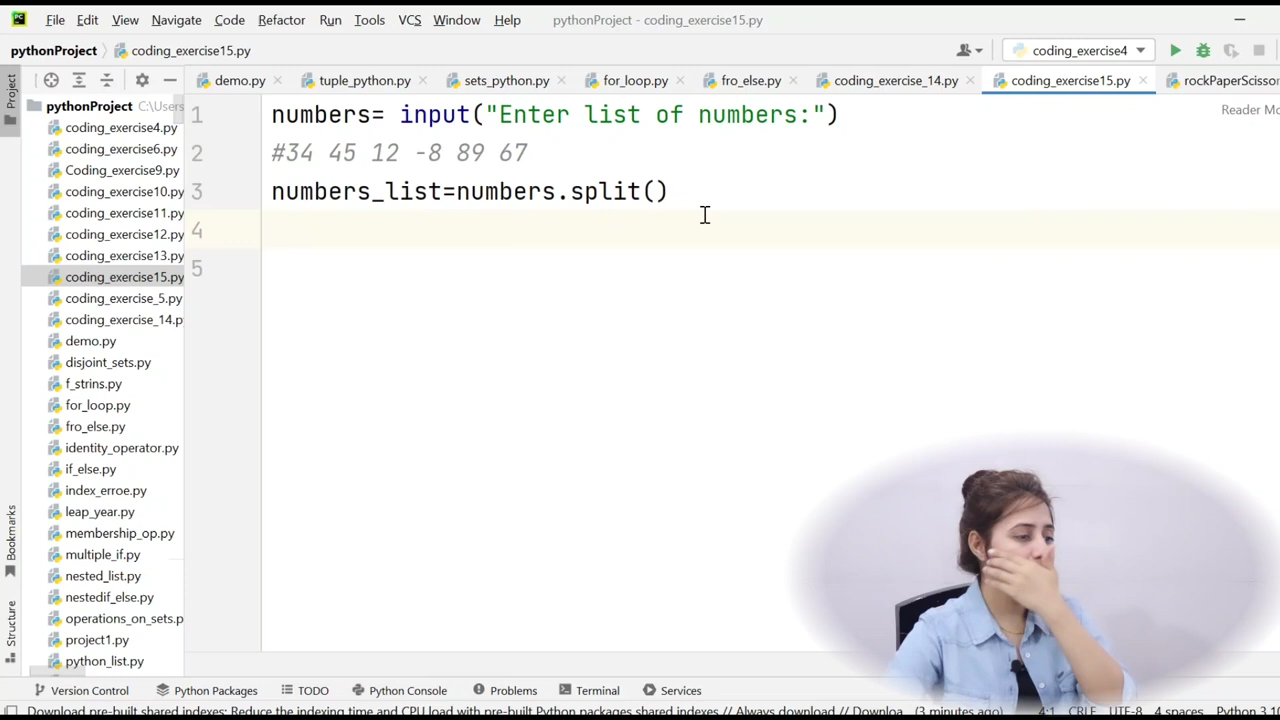 File Edit View Navigate Code Refactor Run Tools VCS Window Help pythonProject - coding_exercise15.py
pythonProject coding_exercise15.py coding_exercise4
Project demo.py tuple_python.py sets_python.py for_loop.py fro_else.py coding_exercise_14.py coding_exercise15.py rockPaperScisso
pythonProject C:\Users
coding_exercise4.py
coding_exercise6.py
Coding_exercise9.py
coding_exercise10.py
coding_exercise11.py
coding_exercise12.py
coding_exercise13.py
coding_exercise15.py
coding_exercise_5.py
coding_exercise_14.p
demo.py
disjoint_sets.py
f_strins.py
for_loop.py
fro_else.py
identity_operator.py
if_else.py
index_erroe.py
leap_year.py
membership_op.py
multiple_if.py
nested_list.py
nestedif_else.py
operations_on_sets.p
project1.py
python_list.py
1 numbers= input("Enter list of numbers:")
Reader Mo
2 #34 45 12 -8 89 67
3 numbers_list=numbers.split()
4
5
Bookmarks
Structure
Version Control Python Packages TODO Python Console Problems Terminal Services
Download pre-built shared indexes: Reduce the indexing time and CPU load with pre-built Python packages shared indexes // Always download // Downloa... (3 minutes ago) 4:1 CRLF UTF-8 4 spaces Python 3.10